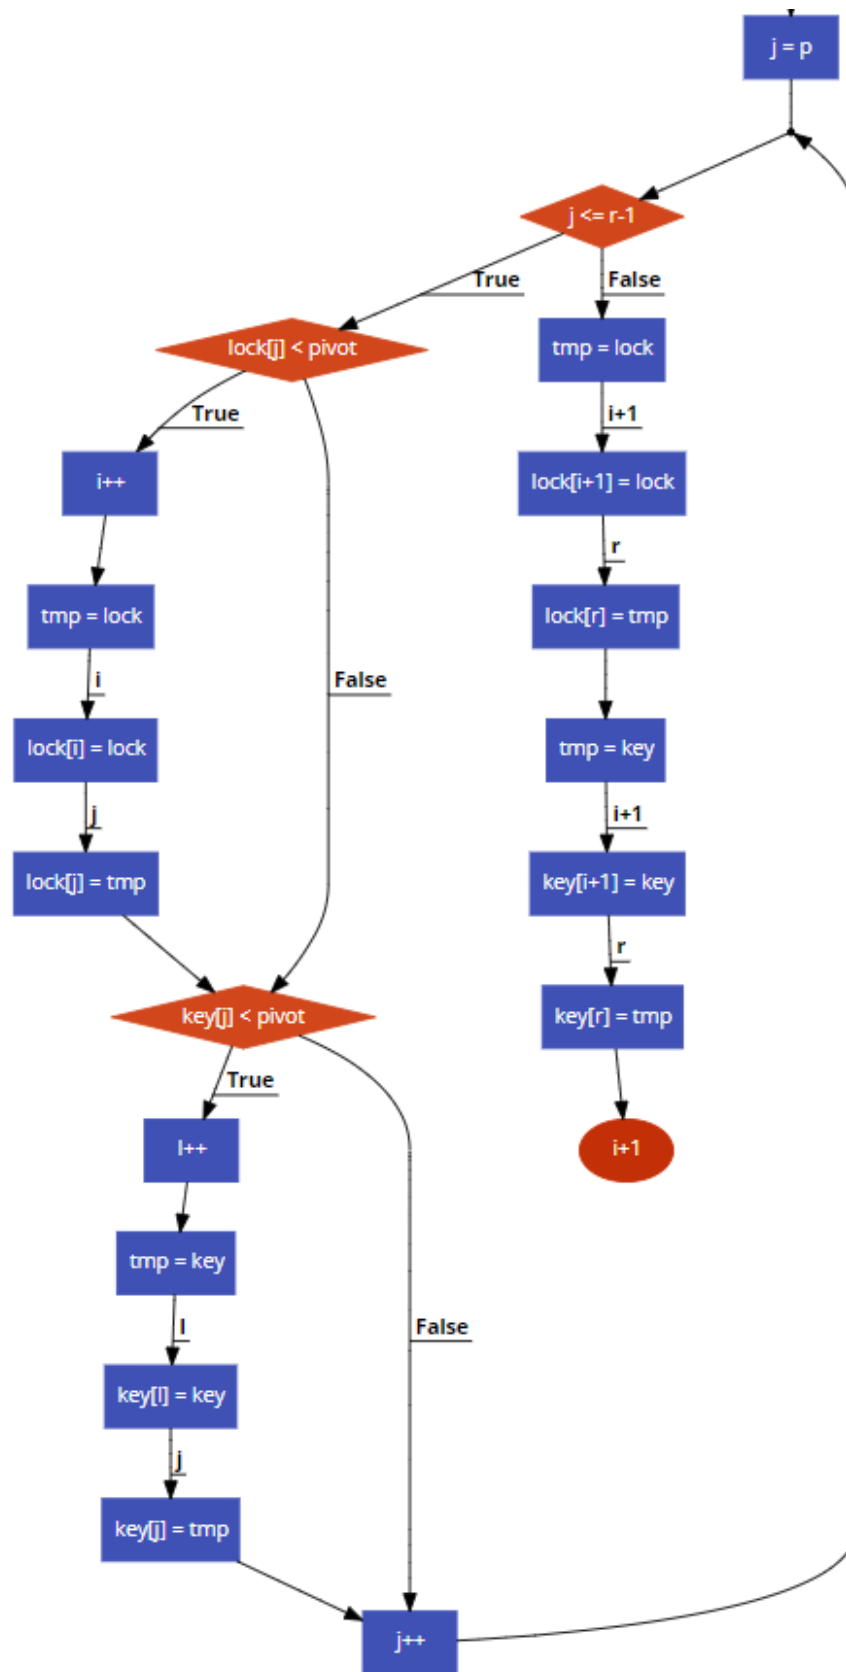 j = p
j <= r-1
True
False
lock[j] < pivot
tmp = lock
True
i+1
i++
lock[i+1] = lock
r
tmp = lock
lock[r] = tmp
i
False
lock[i] = lock
tmp = key
j
i+1
lock[j] = tmp
key[i+1] = key
r
key[j] < pivot
key[r] = tmp
True
l++
i+1
tmp = key
l
False
key[l] = key
j
key[j] = tmp
j++